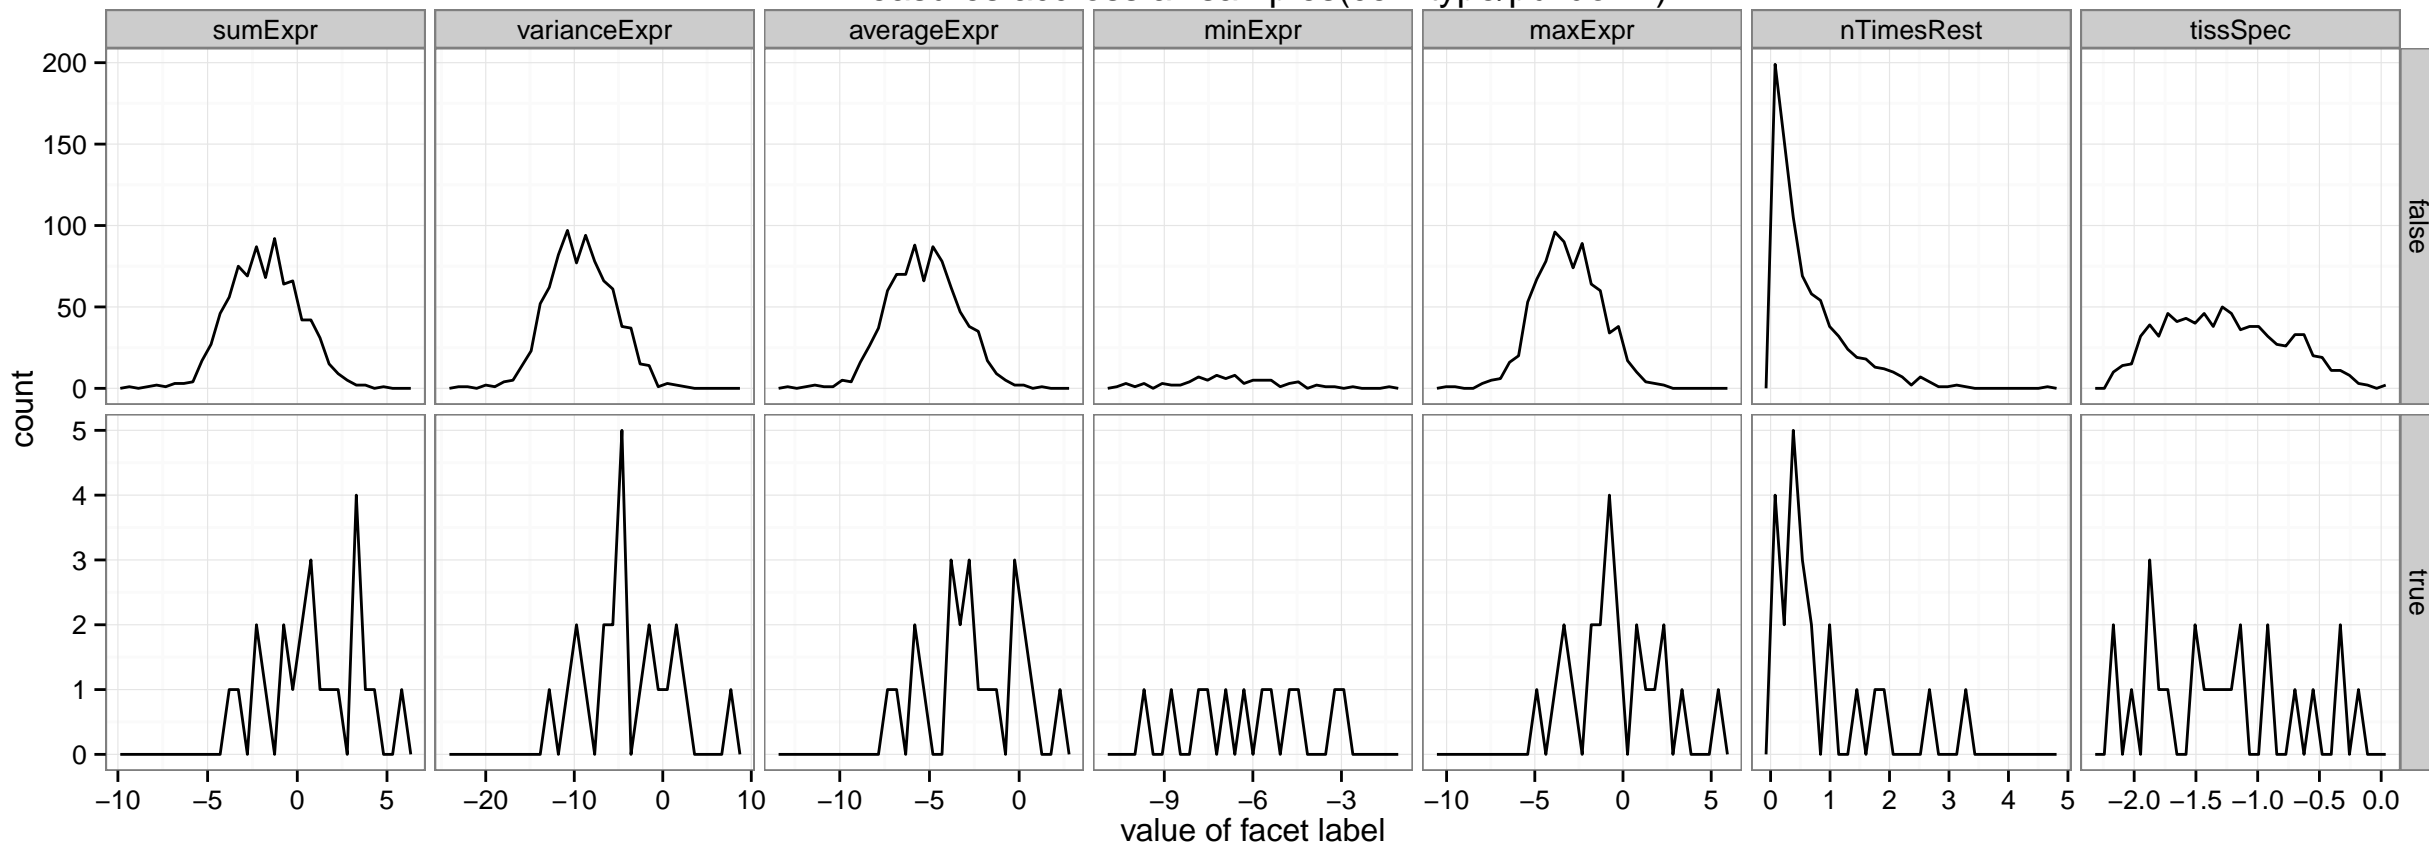 sumExpr varianceExpr averageExpr minExpr maxExpr nTimesRest tissSpec
200
150
100
50
0
false
count
5
4
3
2
1
0
true
−10 −5 0 5 −20 −10 0 10 −10 −5 0 −9 −6 −3 −10 −5 0 5 0 1 2 3 4 5 −2.0 −1.5 −1.0 −0.5 0.0
value of facet label